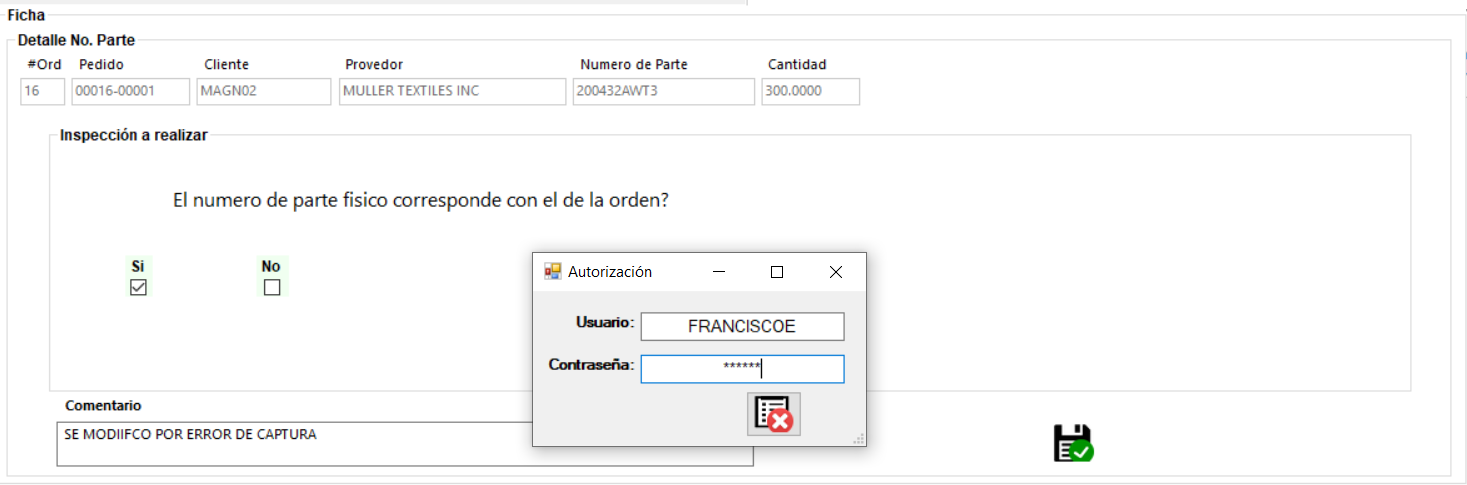 Ficha
Detalle No. Parte
#Ord Pedido Cliente Provedor Numero de Parte Cantidad
16 00016-00001 MAGN02 MULLER TEXTILES INC 200432AWT3 300.0000
Inspección a realizar
El numero de parte fisico corresponde con el de la orden?
Si No
Autorización
Usuario: FRANCISCOE
Contraseña: ******
Comentario
SE MODIIFCO POR ERROR DE CAPTURA